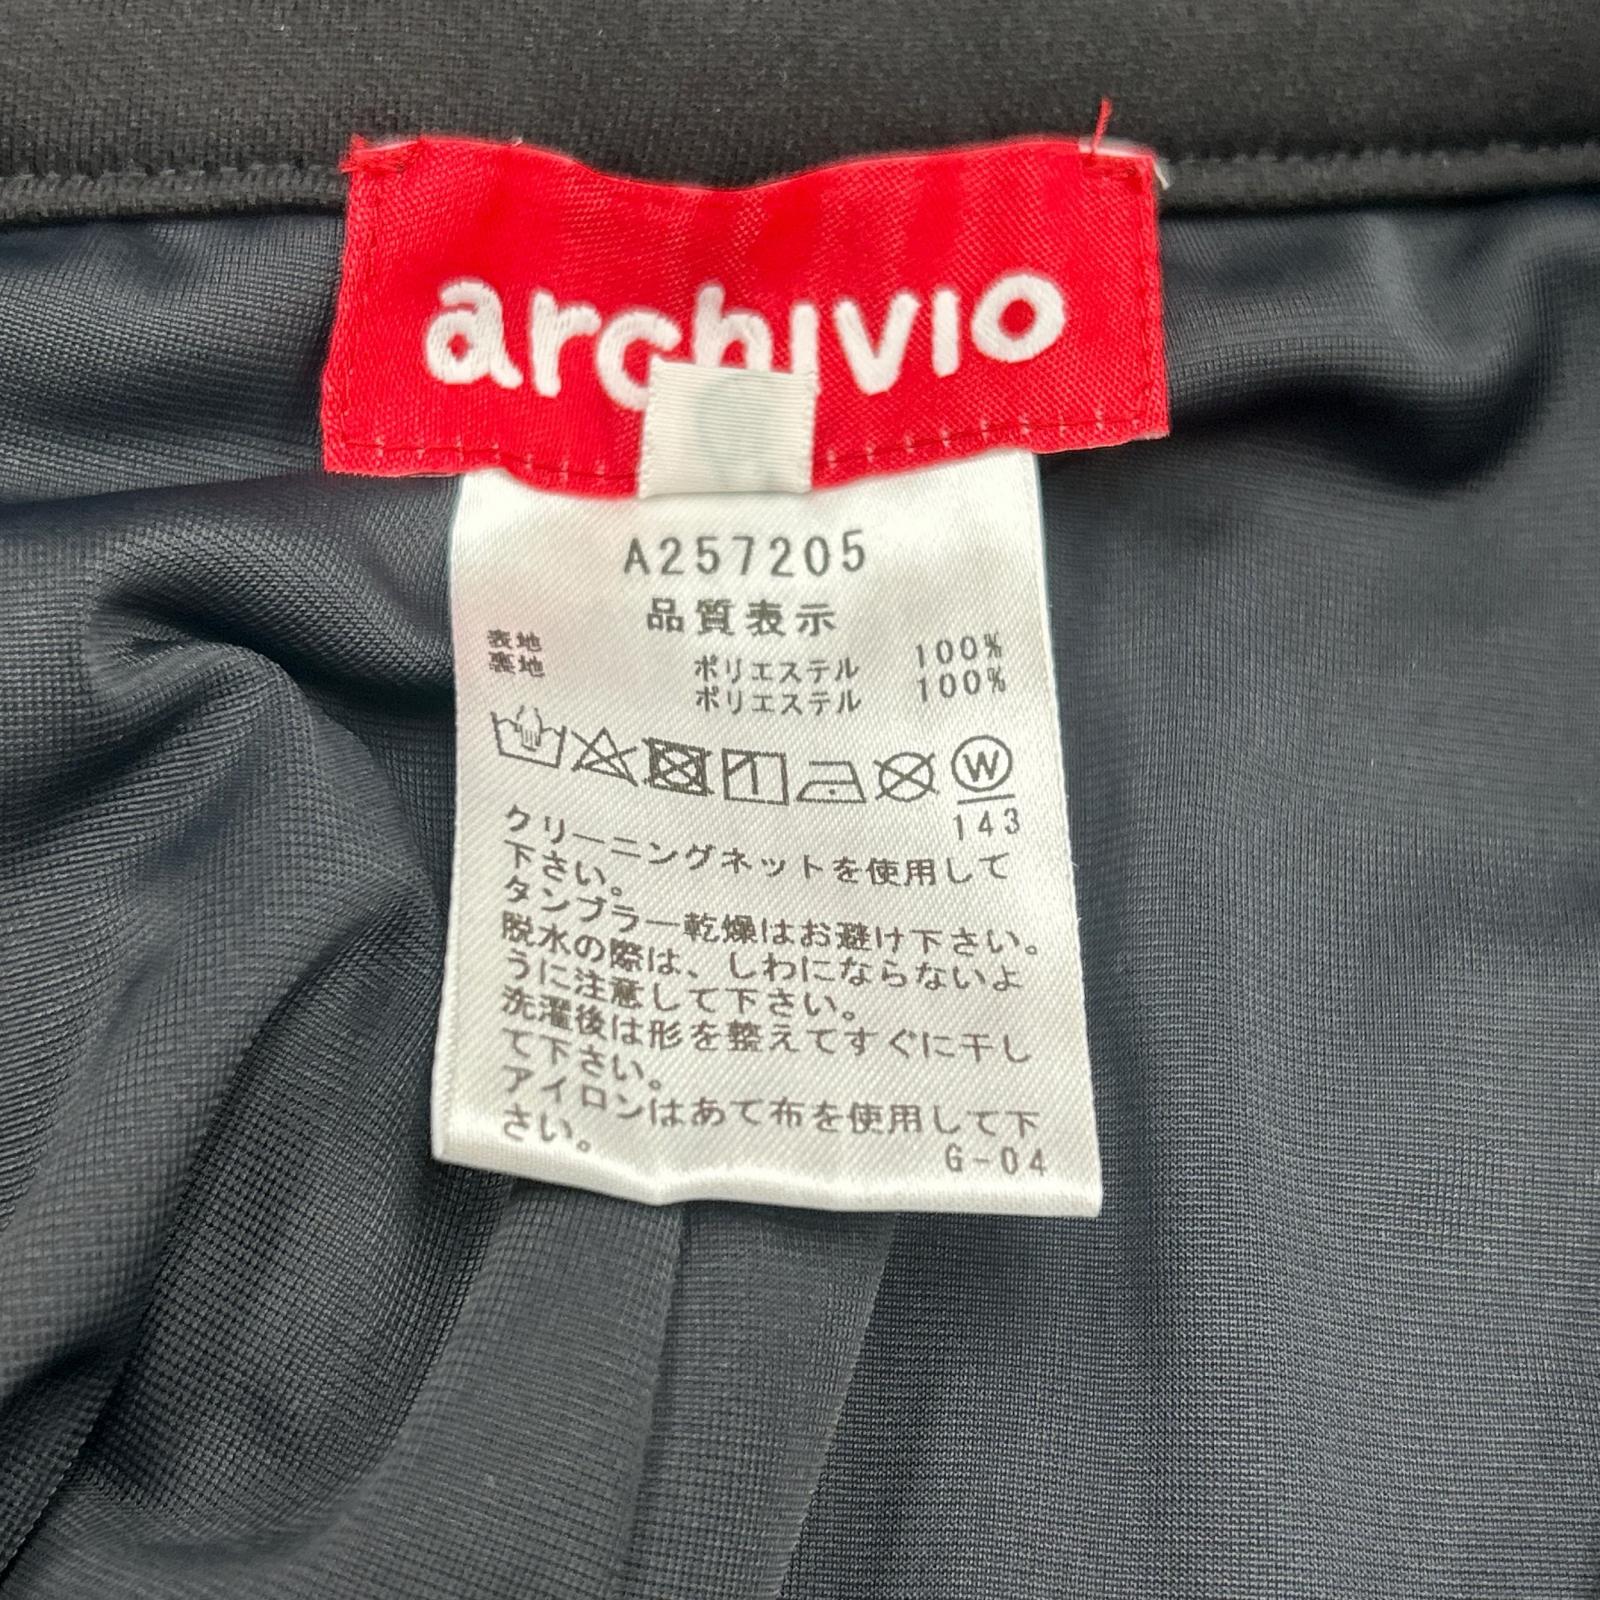 archivio
A257205
品質表示
表地 ポリエステル 100%
裏地 ポリエステル 100%
W
143
クリーニングネットを使用して
下さい。
タンブラー乾燥はお避け下さい。
脱水の際は、しわにならないよ
うに注意して下さい。
洗濯後は形を整えてすぐに干し
て下さい。
アイロンはあて布を使用して下
さい。
G-04